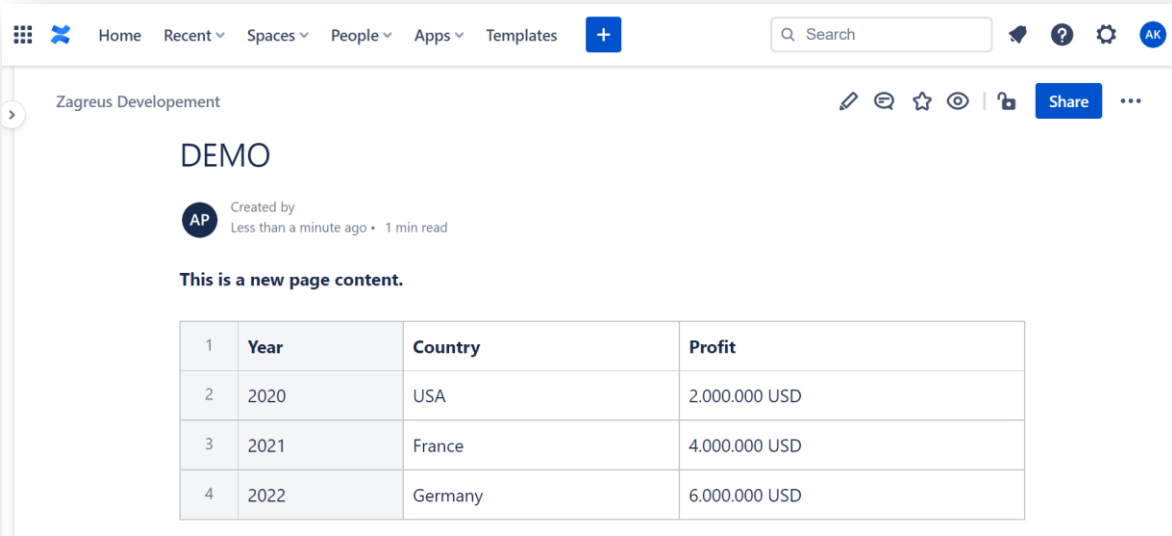 Home Recent Spaces People Apps Templates + Search ? AK
Zagreus Developement Share
DEMO
AP
Created by
Less than a minute ago • 1 min read
This is a new page content.
1 Year Country Profit
2 2020 USA 2.000.000 USD
3 2021 France 4.000.000 USD
4 2022 Germany 6.000.000 USD